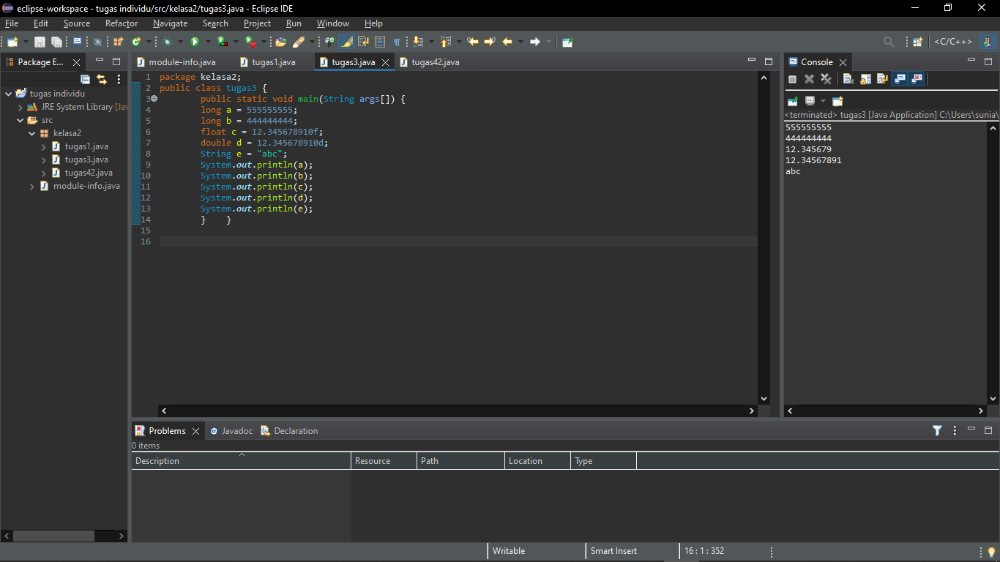 eclipse-workspace - tugas individu/src/kelasa2/tugas3.java - Eclipse IDE
File Edit Source Refactor Navigate Search Project Run Window Help
<C/C++>
Package E...
tugas individu
JRE System Library [Jav
src
kelasa2
tugas1.java
tugas3.java
tugas42.java
module-info.java
module-info.java tugas1.java tugas3.java tugas42.java
1 package kelasa2;
2 public class tugas3 {
3 public static void main(String args[]) {
4 long a = 555555555;
5 long b = 444444444;
6 float c = 12.345678910f;
7 double d = 12.345678910d;
8 String e = "abc";
9 System.out.println(a);
10 System.out.println(b);
11 System.out.println(c);
12 System.out.println(d);
13 System.out.println(e);
14 } }
15
16
Console
<terminated> tugas3 [Java Application] C:\Users\sunia\
555555555
444444444
12.345679
12.34567891
abc
Problems Javadoc Declaration
0 items
Description Resource Path Location Type
Writable Smart Insert 16 : 1 : 352